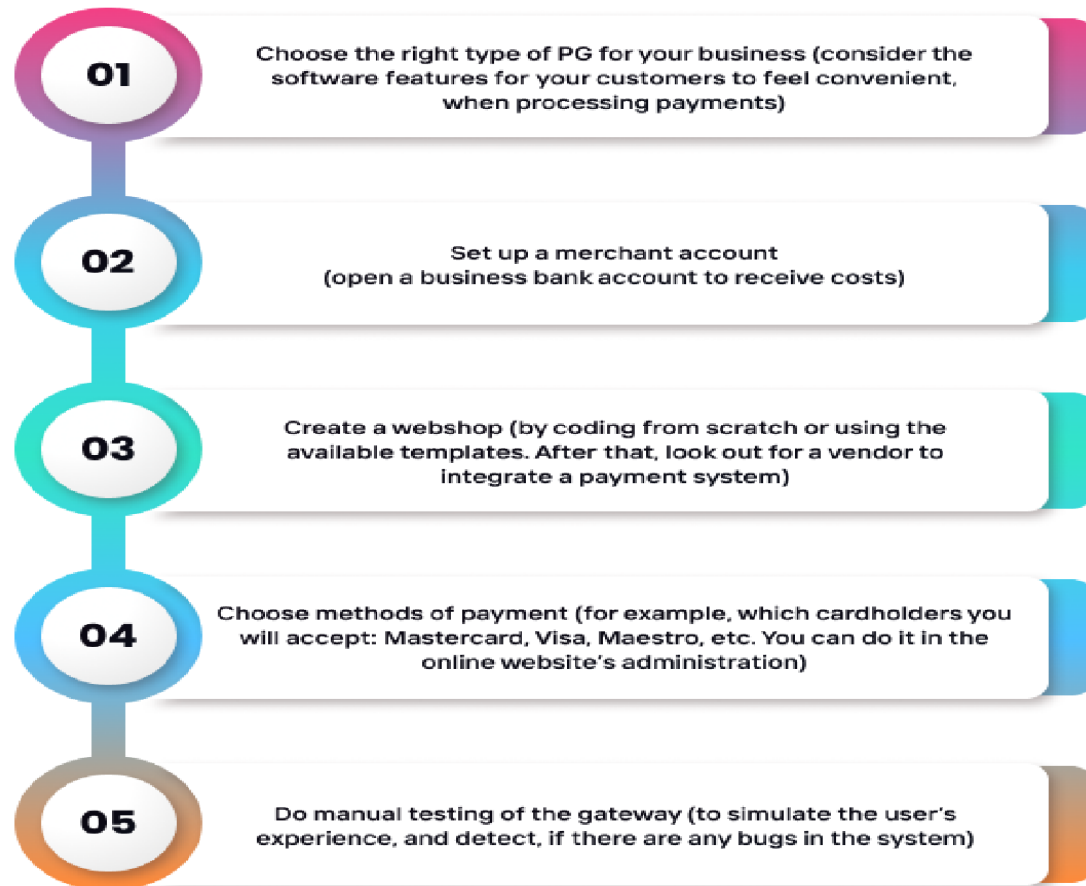 01
Choose the right type of PG for your business (consider the
software features for your customers to feel convenient,
when processing payments)
02
Set up a merchant account
(open a business bank account to receive costs)
03
Create a webshop (by coding from scratch or using the
available templates. After that, look out for a vendor to
integrate a payment system)
04
Choose methods of payment (for example, which cardholders you
will accept: Mastercard, Visa, Maestro, etc. You can do it in the
online website's administration)
05
Do manual testing of the gateway (to simulate the user's
experience, and detect, if there are any bugs in the system)